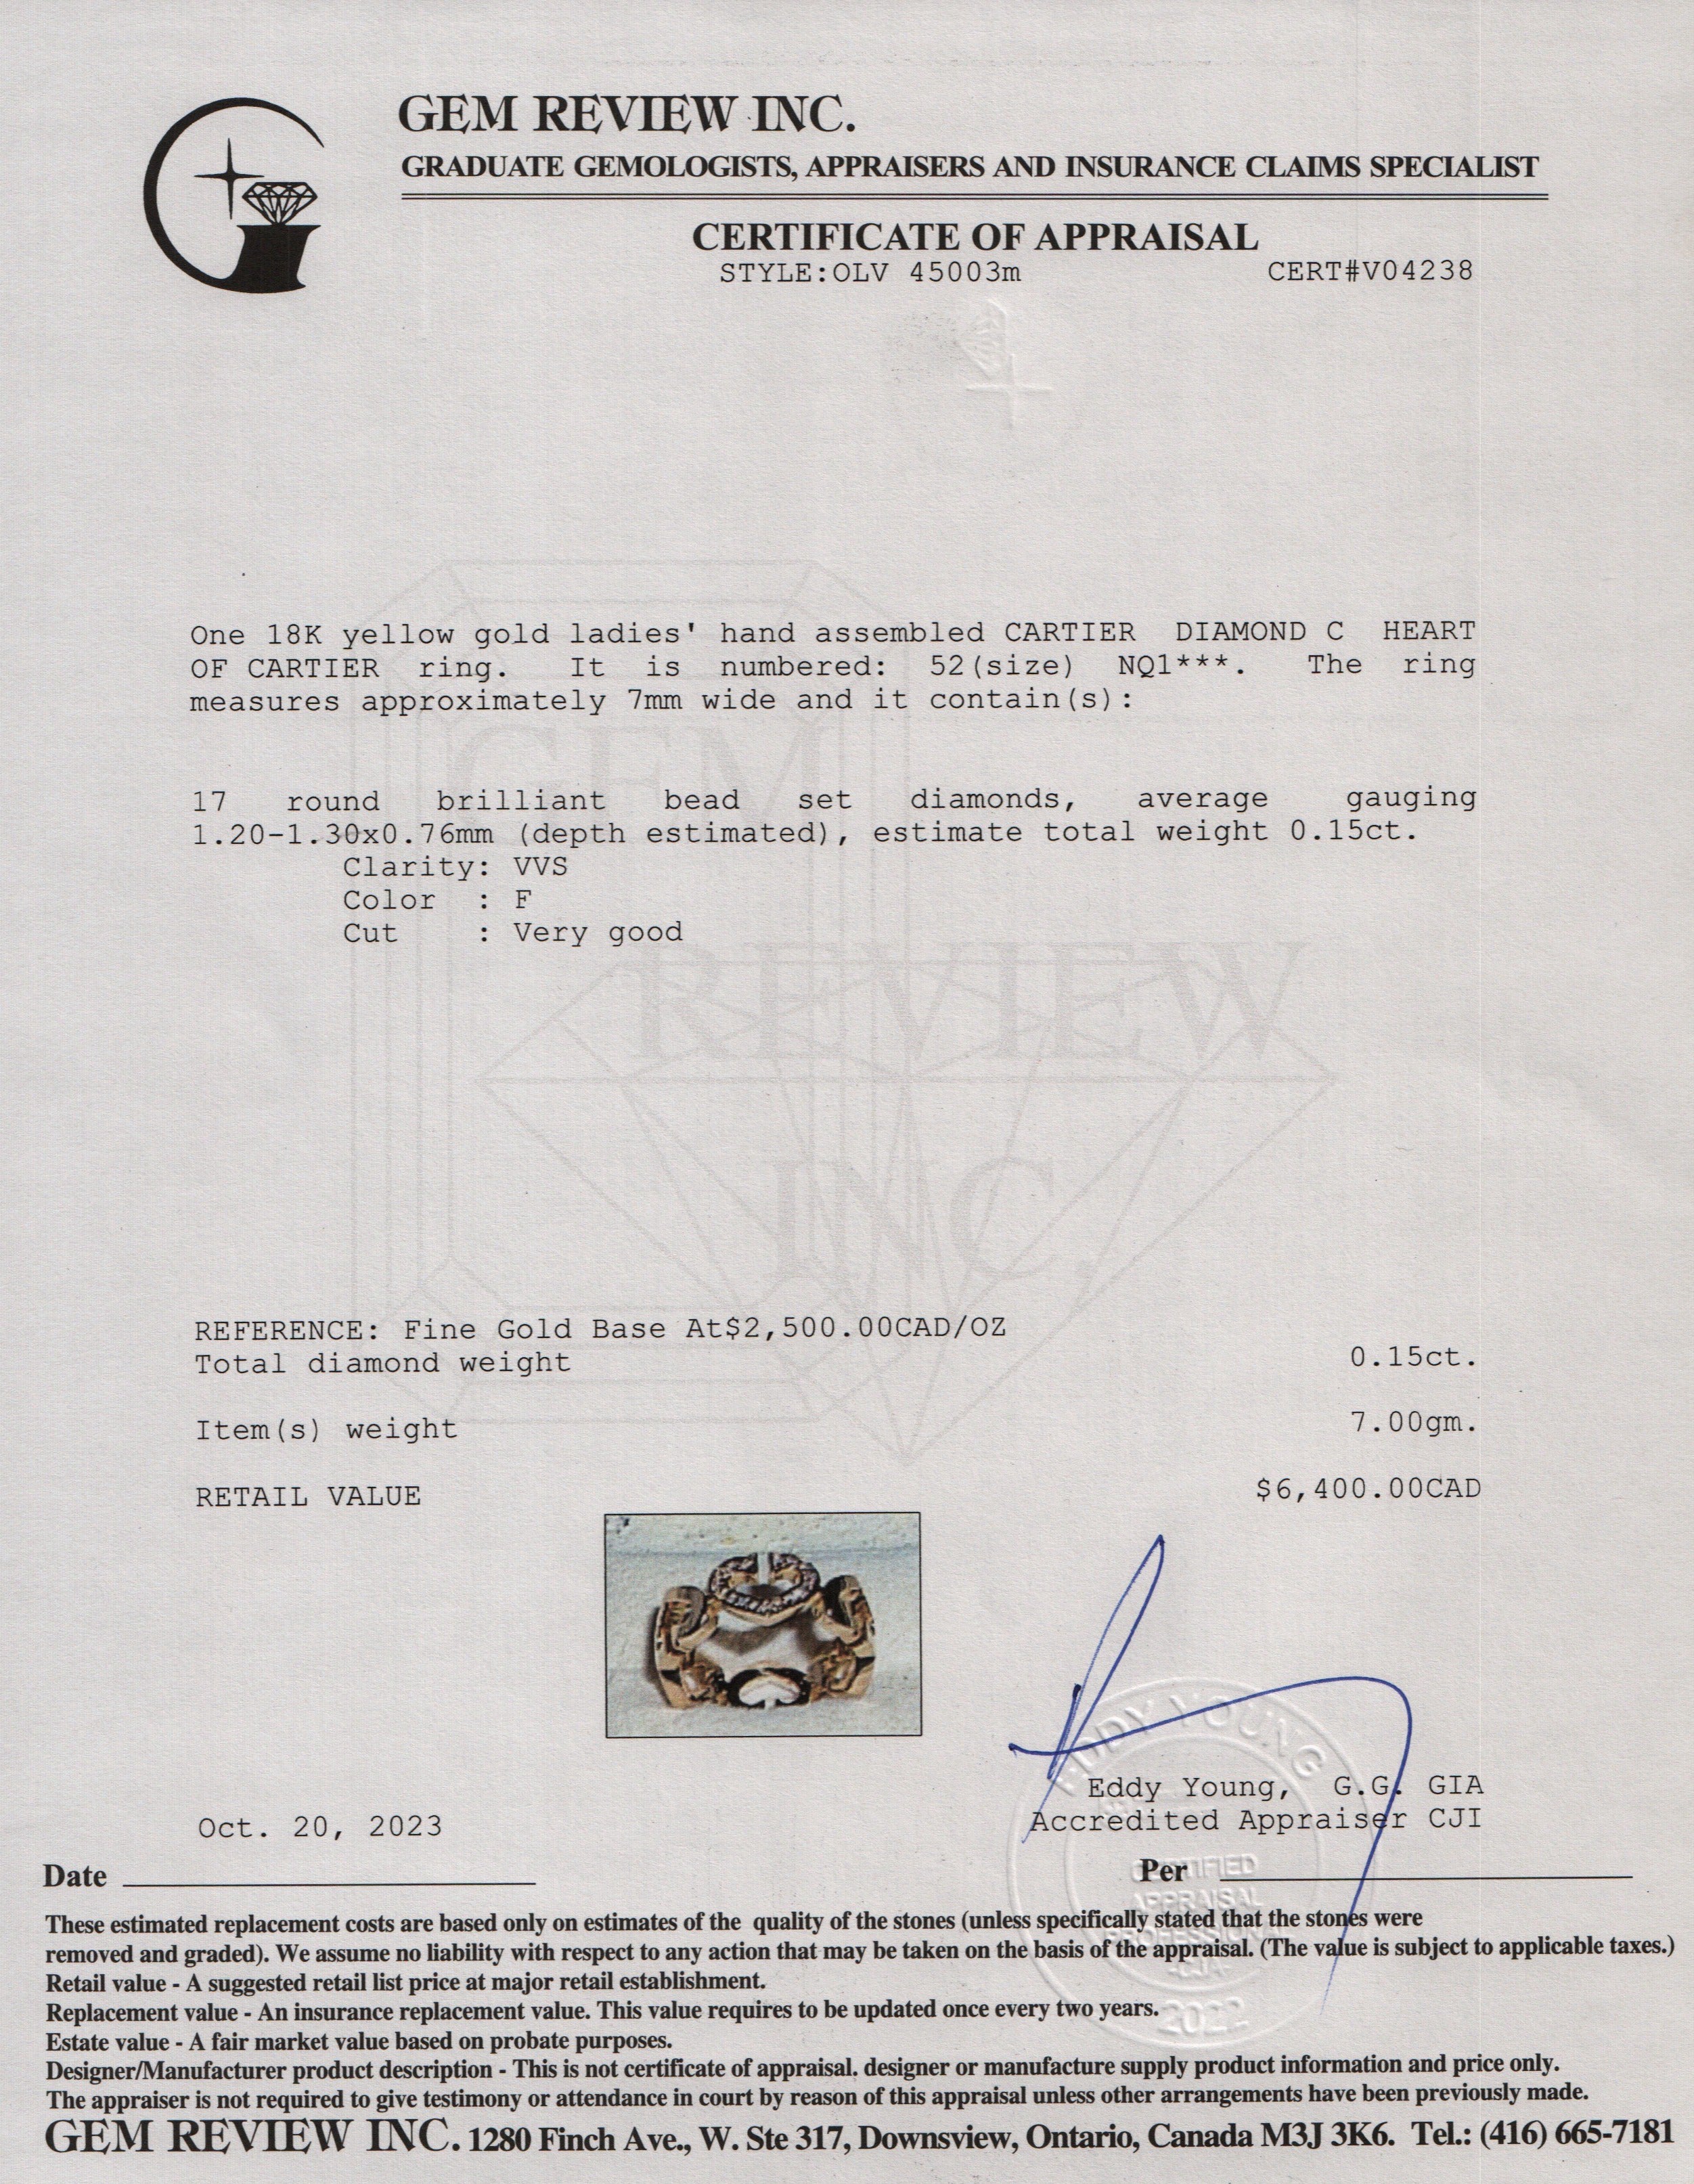 GEM REVIEW INC.
GRADUATE GEMOLOGISTS, APPRAISERS AND INSURANCE CLAIMS SPECIALIST
CERTIFICATE OF APPRAISAL
STYLE:OLV 45003m CERT#V04238
One 18K yellow gold ladies' hand assembled CARTIER DIAMOND C HEART
OF CARTIER ring. It is numbered: 52(size) NQ1***. The ring
measures approximately 7mm wide and it contain(s):
GEM
17 round brilliant bead set diamonds, average gauging
1.20-1.30x0.76mm (depth estimated), estimate total weight 0.15ct.
Clarity: VVS
Color : F
Cut : Very good
REVIEW
INC.
REFERENCE: Fine Gold Base At$2,500.00CAD/OZ
Total diamond weight 0.15ct.
Item(s) weight 7.00gm.
RETAIL VALUE $6,400.00CAD
EDDY YOUNG
Eddy Young, G.G. GIA
Accredited Appraiser CJI
Oct. 20, 2023
Date
Per
CERTIFIED
APPRAISAL
PROFESSIONAL
2022
These estimated replacement costs are based only on estimates of the quality of the stones (unless specifically stated that the stones were
removed and graded). We assume no liability with respect to any action that may be taken on the basis of the appraisal. (The value is subject to applicable taxes.)
Retail value - A suggested retail list price at major retail establishment.
Replacement value - An insurance replacement value. This value requires to be updated once every two years.
Estate value - A fair market value based on probate purposes.
Designer/Manufacturer product description - This is not certificate of appraisal. designer or manufacture supply product information and price only.
The appraiser is not required to give testimony or attendance in court by reason of this appraisal unless other arrangements have been previously made.
GEM REVIEW INC. 1280 Finch Ave., W. Ste 317, Downsview, Ontario, Canada M3J 3K6. Tel.: (416) 665-7181